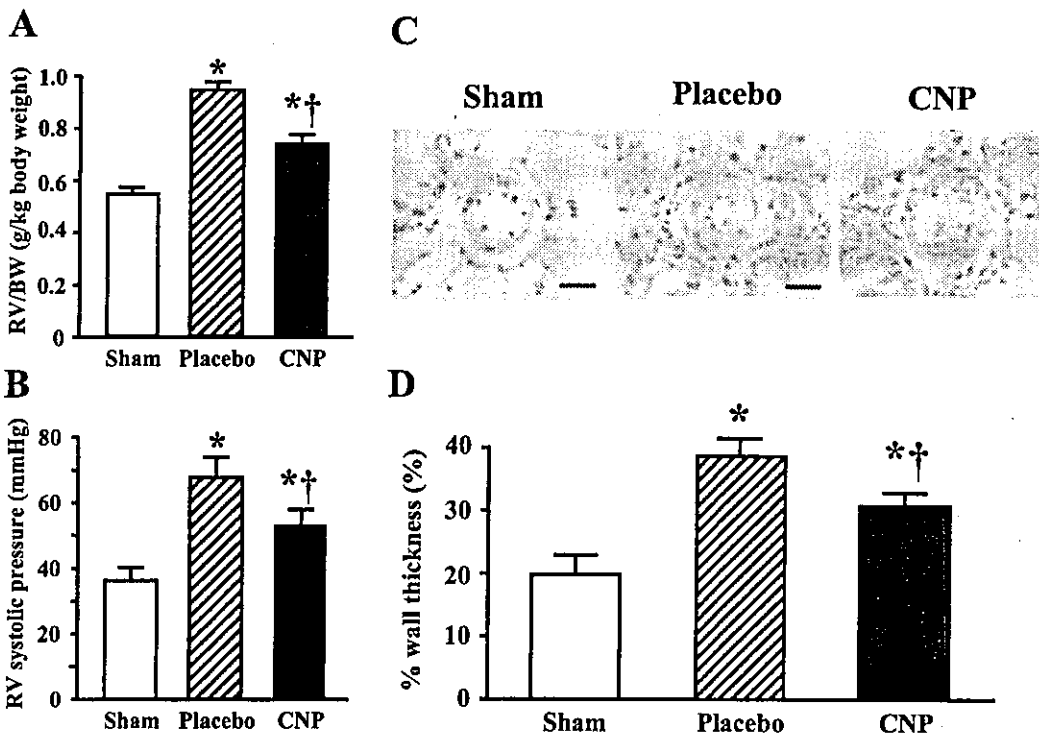 A
RV/BW (g/kg body weight)
1.0
0.8
0.6
0.4
0.2
0
*
*†
Sham Placebo CNP
B
RV systolic pressure (mmHg)
80
60
40
20
0
*
*†
Sham Placebo CNP
C
Sham Placebo CNP
D
% wall thickness (%)
40
30
20
10
0
*
*†
Sham Placebo CNP